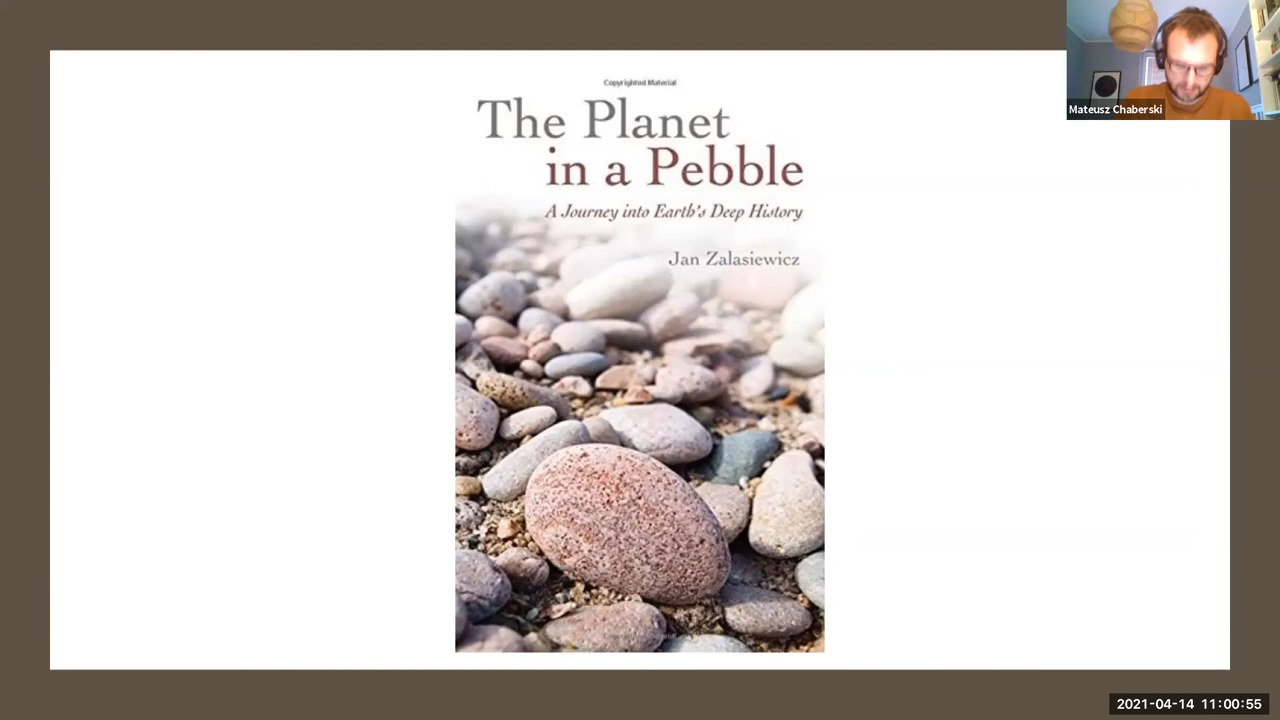 Copyrighted Material
The Planet
in a Pebble
A Journey into Earth's Deep History
Jan Zalasiewicz
Mateusz Chaberski
2021-04-14 11:00:55